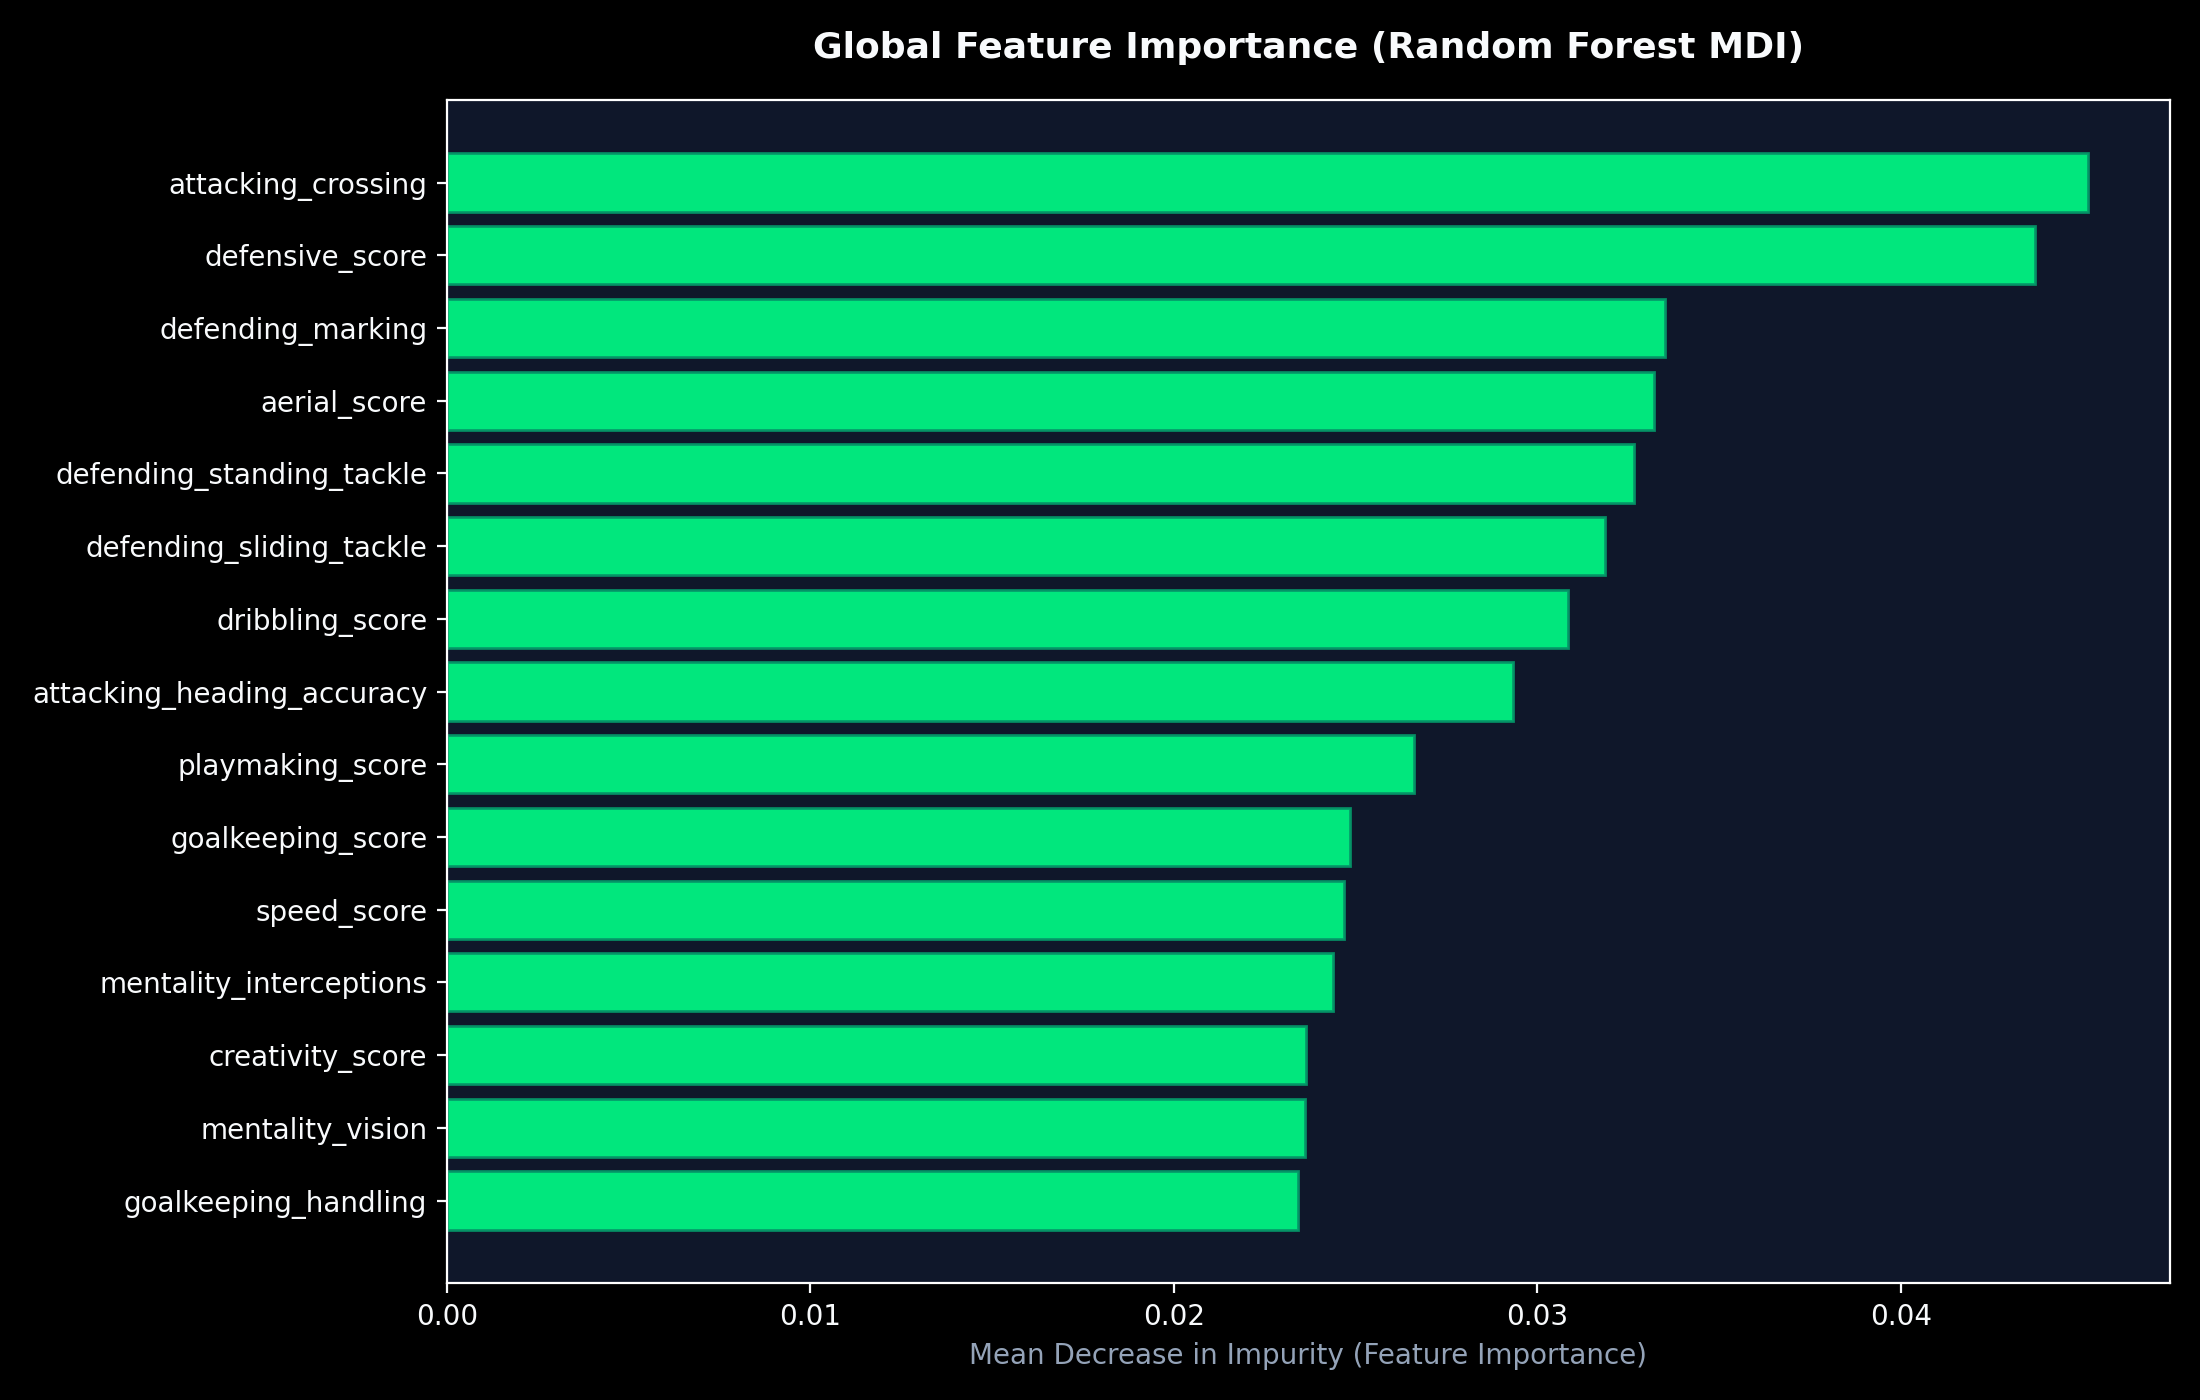 Global Feature Importance (Random Forest MDI)
attacking_crossing
defensive_score
defending_marking
aerial_score
defending_standing_tackle
defending_sliding_tackle
dribbling_score
attacking_heading_accuracy
playmaking_score
goalkeeping_score
speed_score
mentality_interceptions
creativity_score
mentality_vision
goalkeeping_handling
0.00 0.01 0.02 0.03 0.04
Mean Decrease in Impurity (Feature Importance)